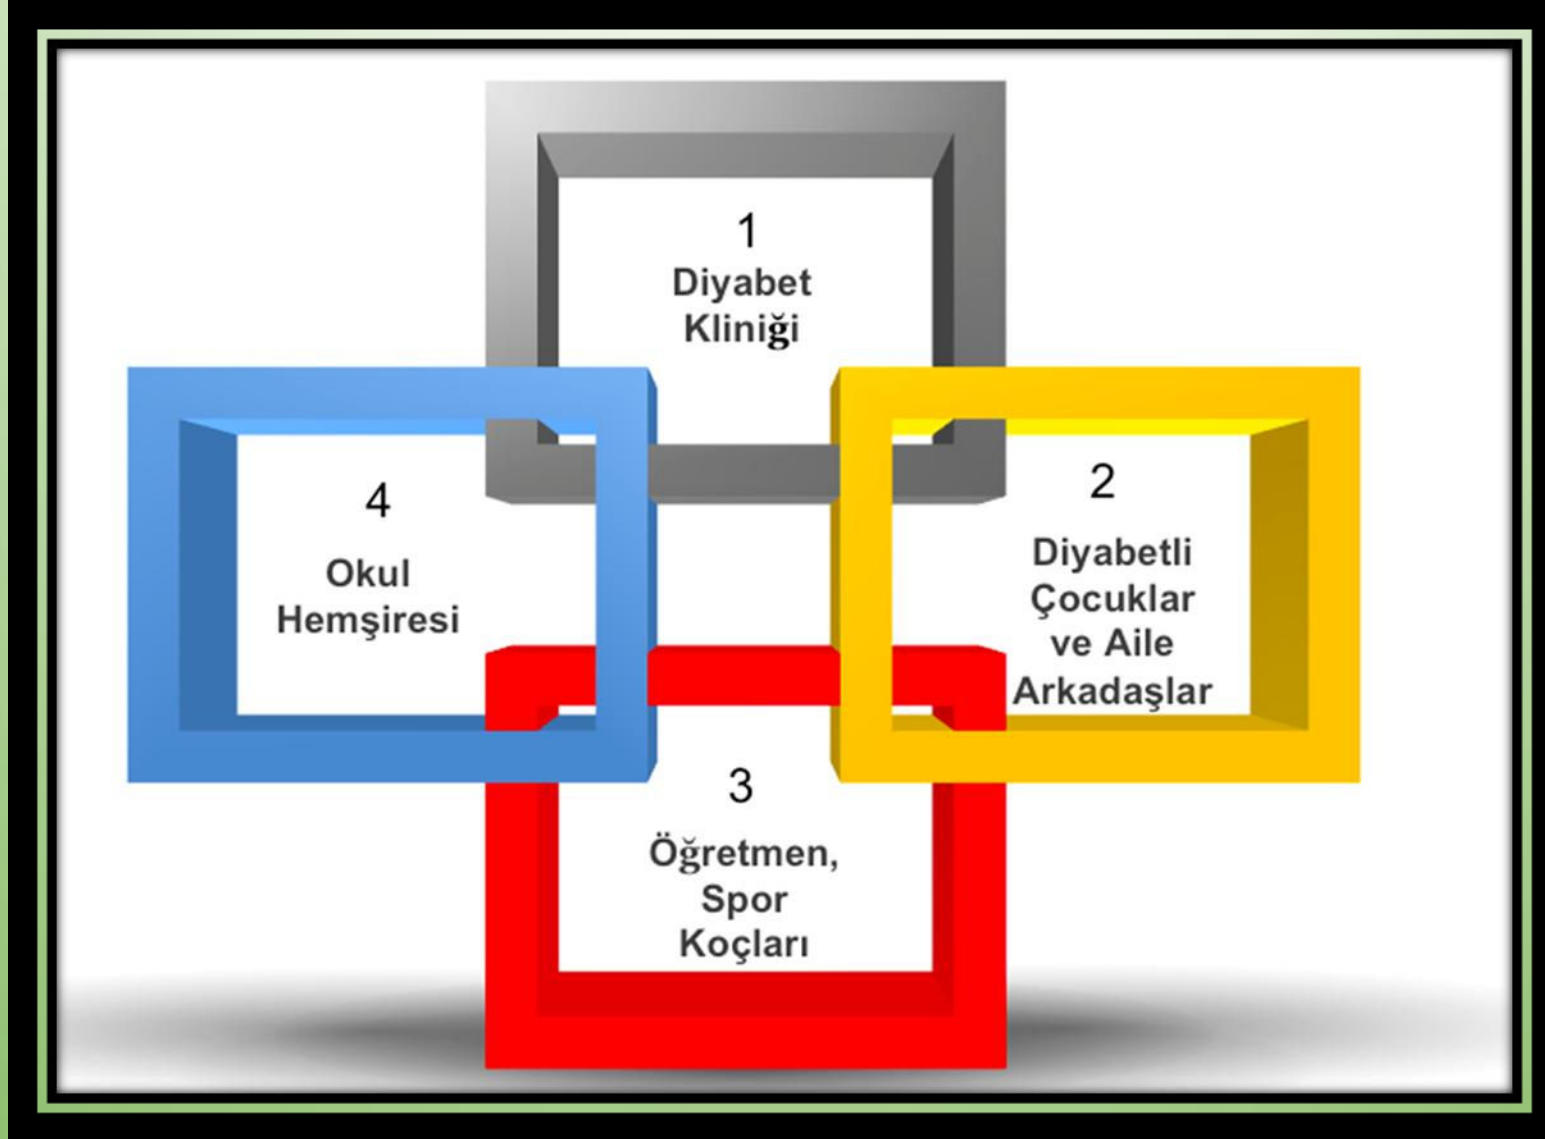 1
Diyabet
Kliniği
2
Diyabetli
Çocuklar
ve Aile
Arkadaşlar
3
Öğretmen,
Spor
Koçları
4
Okul
Hemşiresi